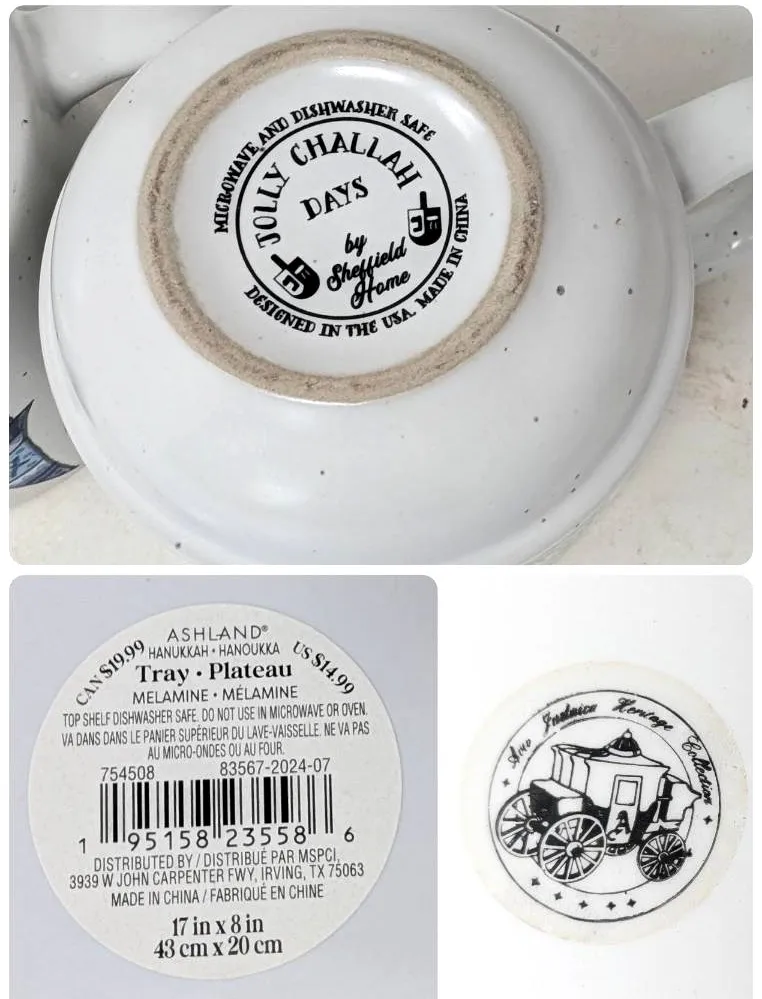 MICROWAVE AND DISHWASHER SAFE
JOLLY CHALLAH
DAYS
by
Sheffield
Home
DESIGNED IN THE USA. MADE IN CHINA
ASHLAND®
CAN $19.99
HANUKKAH • HANOUKKA
US $14.99
Tray • Plateau
MELAMINE • MÉLAMINE
TOP SHELF DISHWASHER SAFE. DO NOT USE IN MICROWAVE OR OVEN.
VA DANS DANS LE PANIER SUPÉRIEUR DU LAVE-VAISSELLE. NE VA PAS
AU MICRO-ONDES OU AU FOUR.
754508 83567-2024-07
1 95158 23558 6
DISTRIBUTED BY / DISTRIBUÉ PAR MSPCI,
3939 W JOHN CARPENTER FWY, IRVING, TX 75063
MADE IN CHINA / FABRIQUÉ EN CHINE
17 in x 8 in
43 cm x 20 cm
Judaica Heritage Collection
A